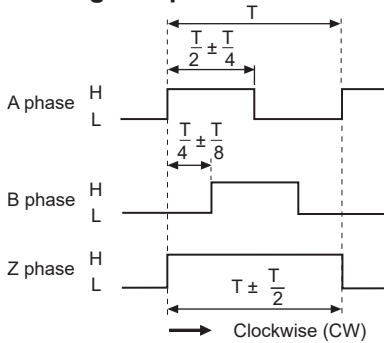 T
T/2 ± T/4
A phase H
L
T/4 ± T/8
B phase H
L
Z phase H
L
T ± T/2
Clockwise (CW)